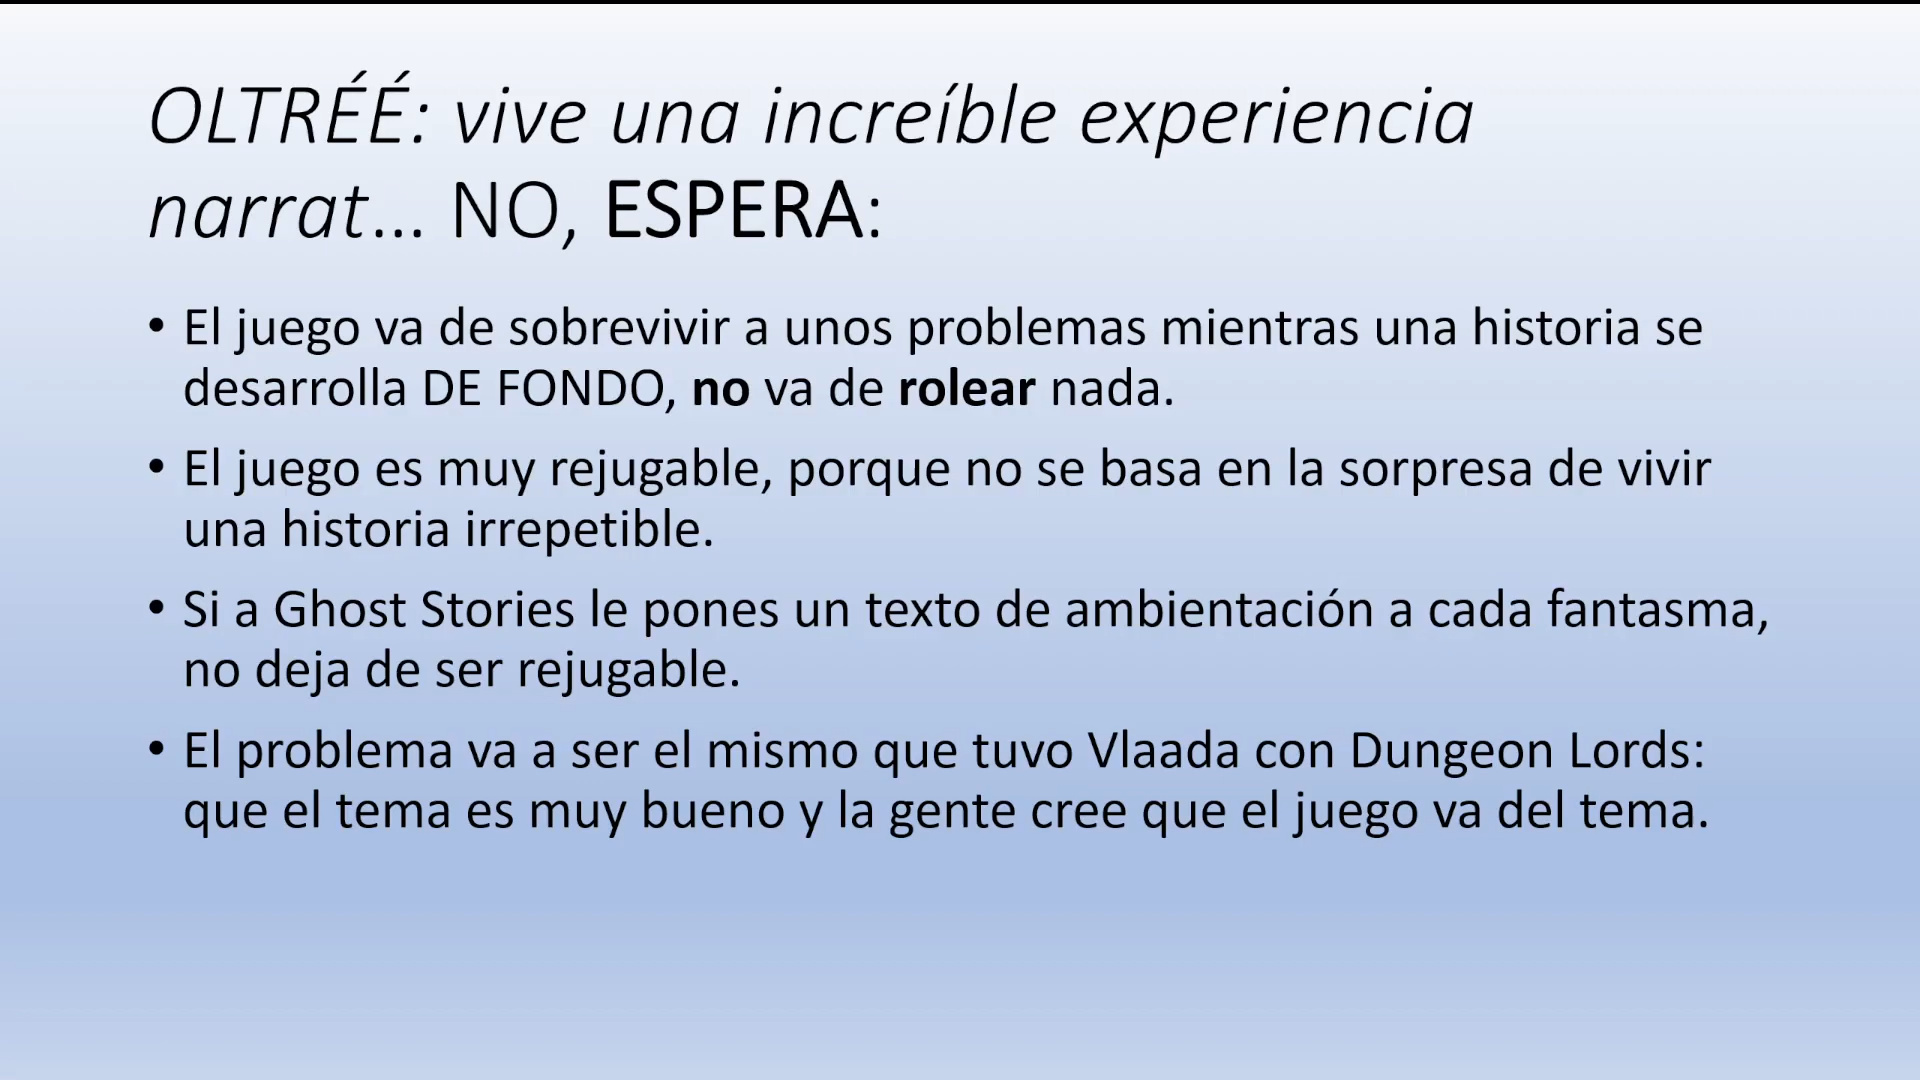 OLTRÉÉ: vive una increíble experiencia
narrat... NO, ESPERA:
• El juego va de sobrevivir a unos problemas mientras una historia se
desarrolla DE FONDO, no va de rolear nada.
• El juego es muy rejugable, porque no se basa en la sorpresa de vivir
una historia irrepetible.
• Si a Ghost Stories le pones un texto de ambientación a cada fantasma,
no deja de ser rejugable.
• El problema va a ser el mismo que tuvo Vlaada con Dungeon Lords:
que el tema es muy bueno y la gente cree que el juego va del tema.